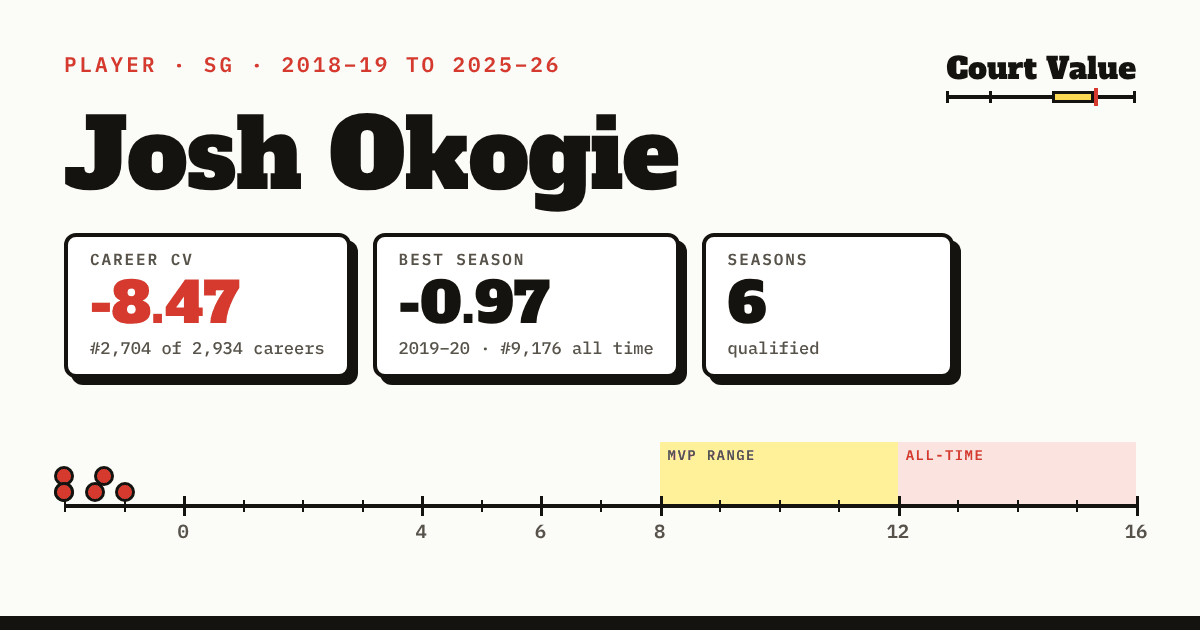 PLAYER · SG · 2018–19 TO 2025–26
Court Value
Josh Okogie
CAREER CV
-8.47
#2,704 of 2,934 careers
BEST SEASON
-0.97
2019–20 · #9,176 all time
SEASONS
6
qualified
MVP RANGE
ALL-TIME
0 4 6 8 12 16